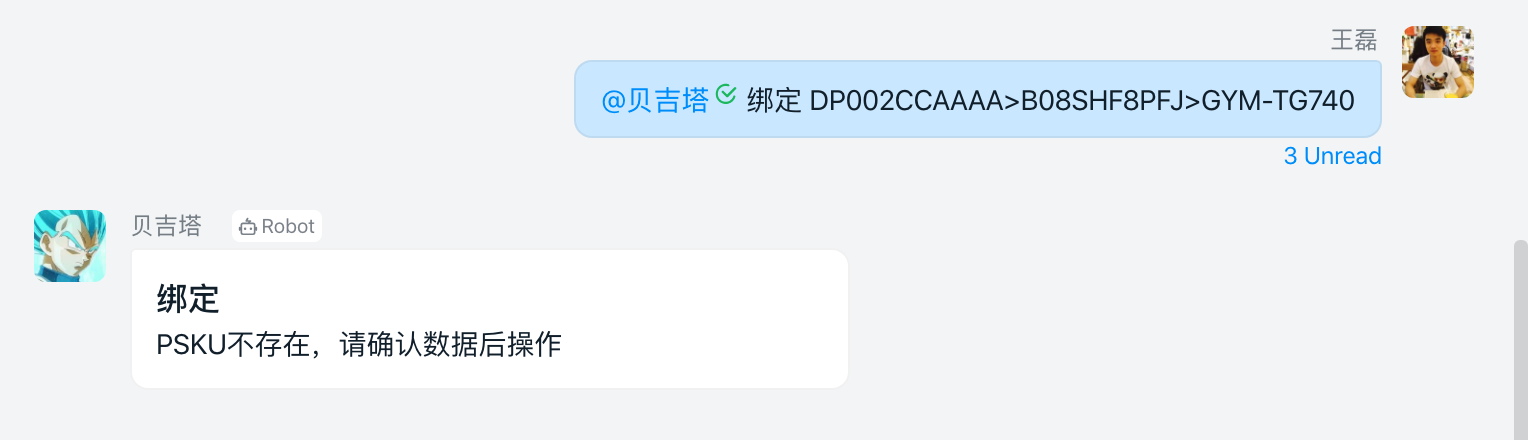 王磊
@贝吉塔 绑定 DP002CCAAAA>B08SHF8PFJ>GYM-TG740
3 Unread
贝吉塔 Robot
绑定
PSKU不存在，请确认数据后操作